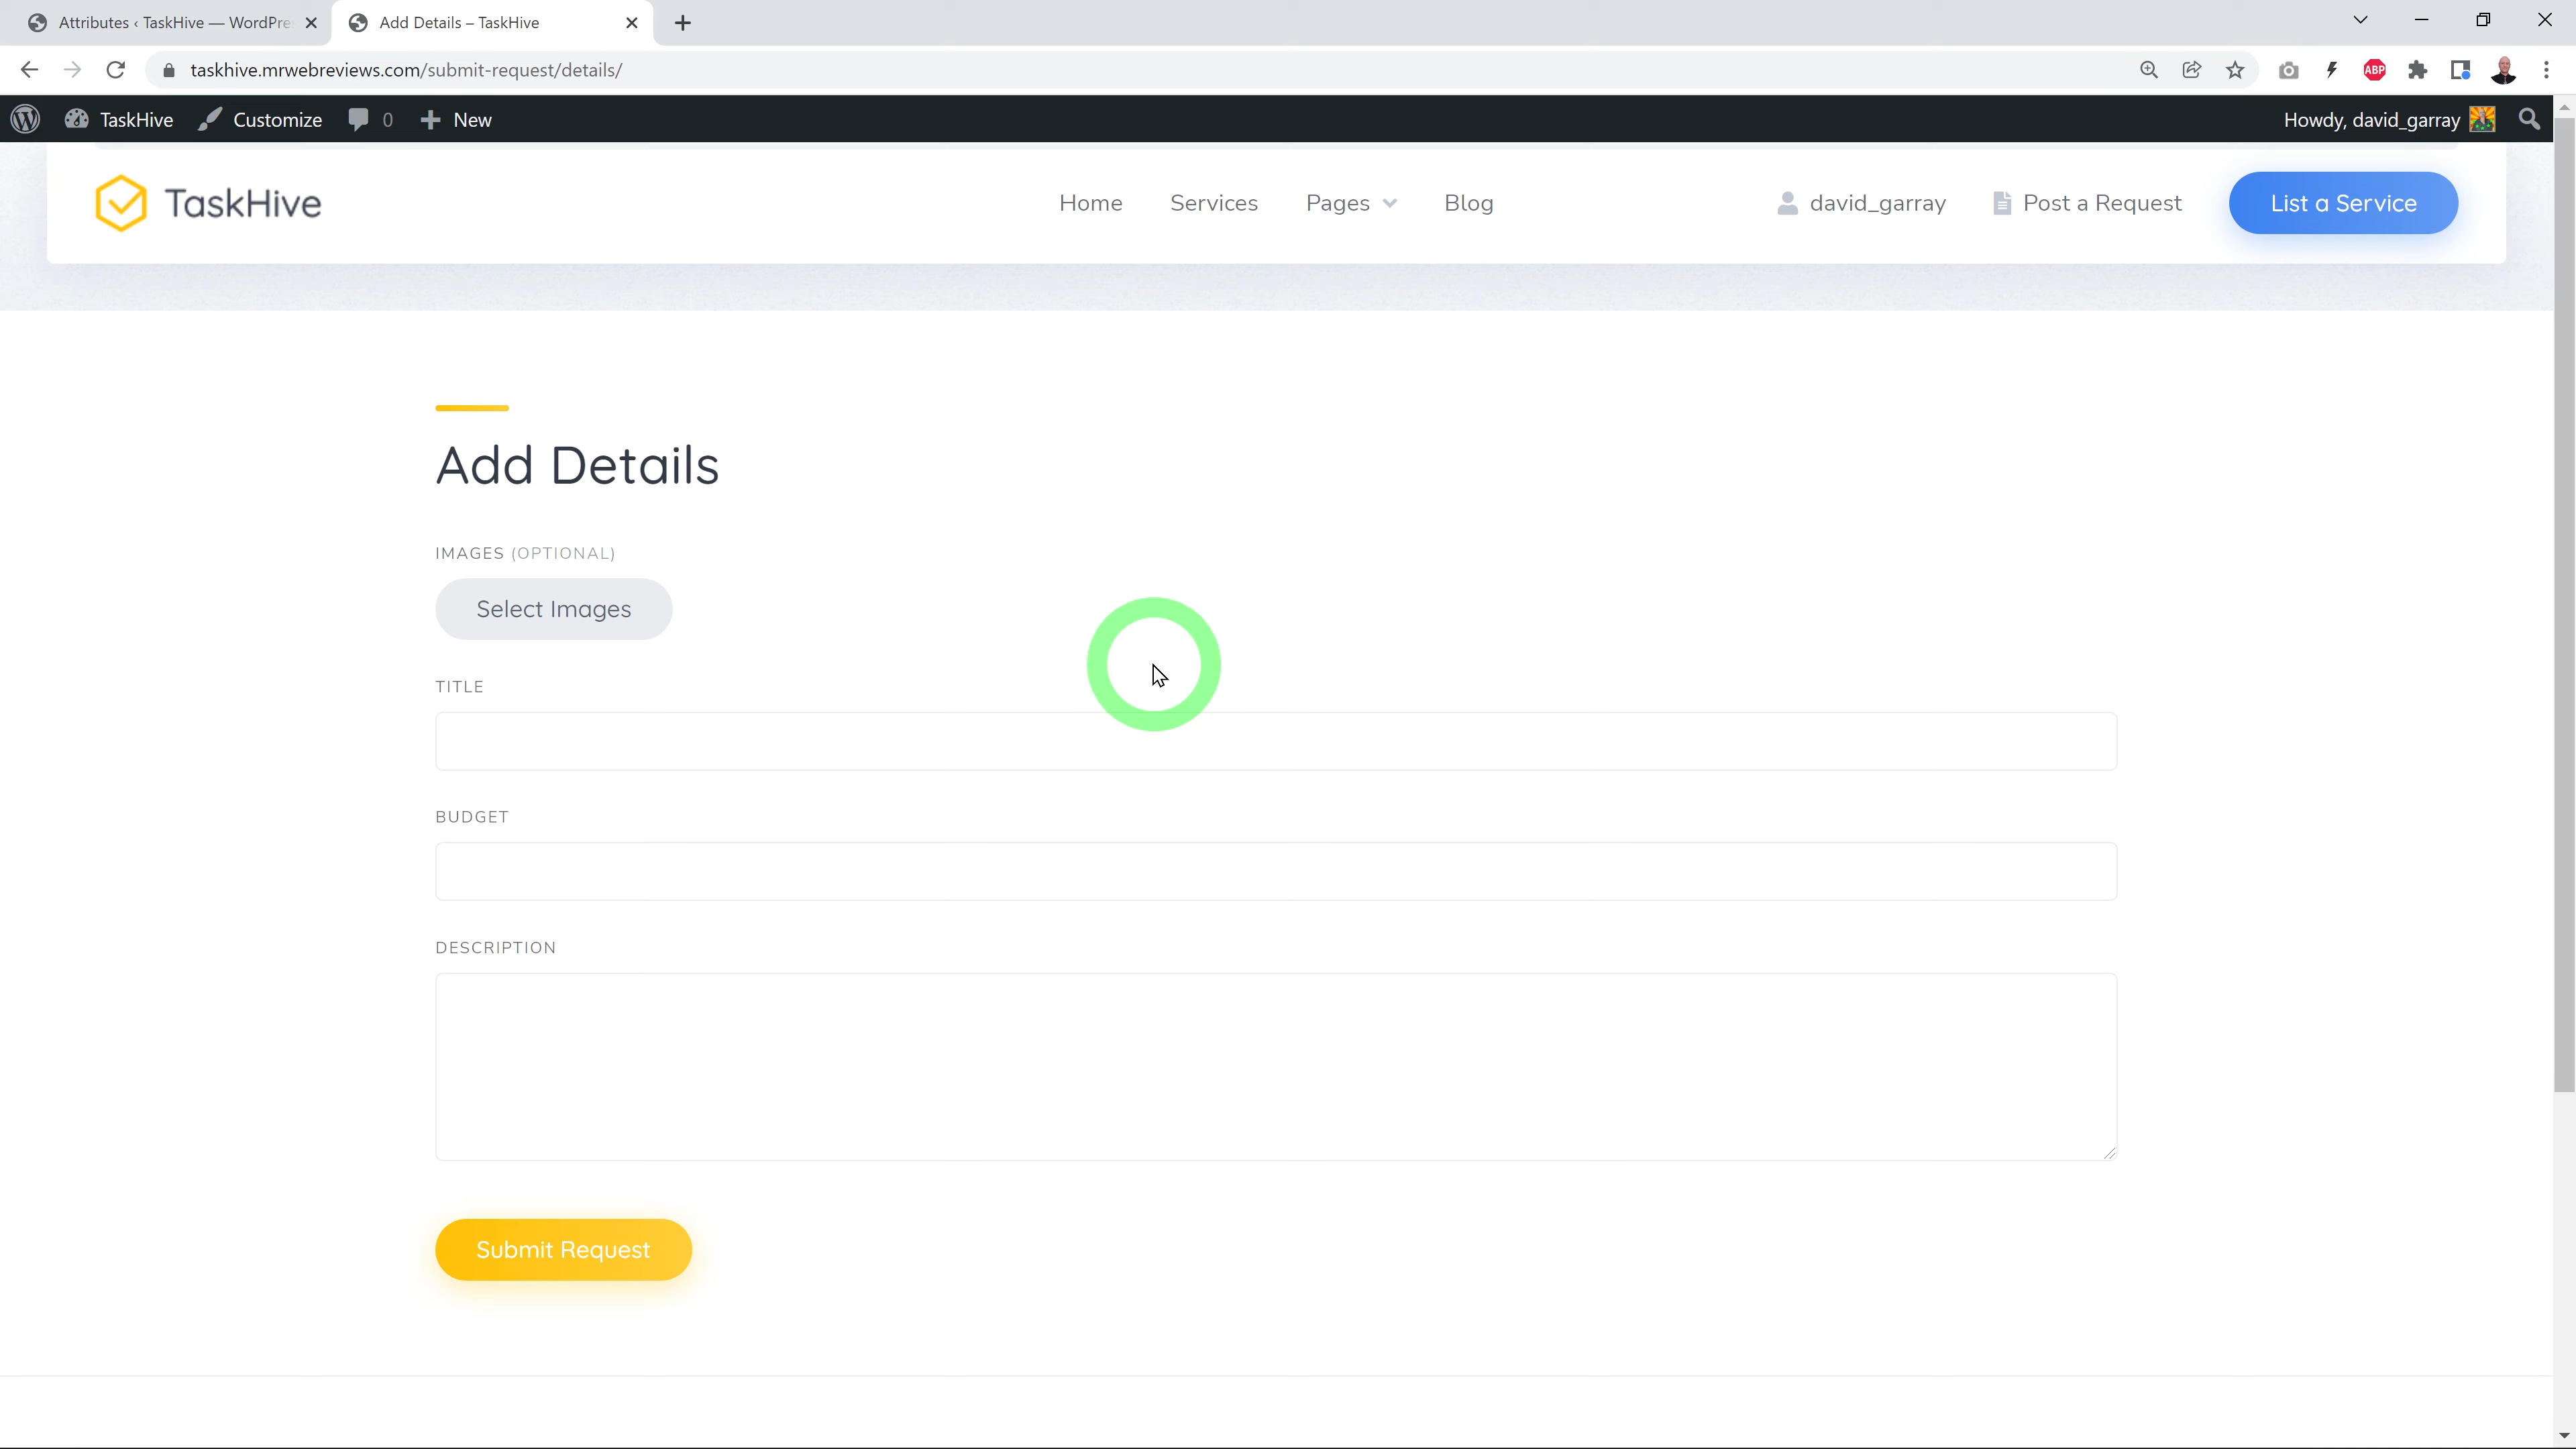 Attributes ‹ TaskHive — WordPre
Add Details – TaskHive
taskhive.mrwebreviews.com/submit-request/details/
ABP
TaskHive
Customize
0
New
Howdy, david_garray
TaskHive
Home
Services
Pages
Blog
david_garray
Post a Request
List a Service
Add Details
IMAGES (OPTIONAL)
Select Images
TITLE
BUDGET
DESCRIPTION
Submit Request